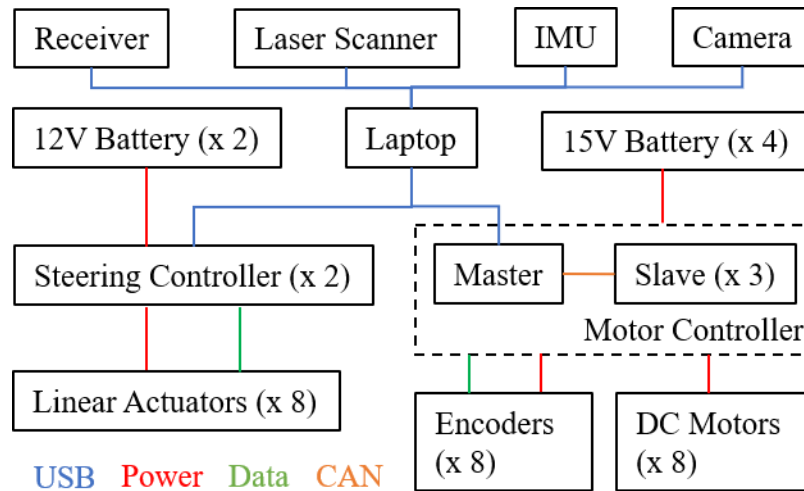 Receiver
Laser Scanner
IMU
Camera
12V Battery (x 2)
Laptop
15V Battery (x 4)
Steering Controller (x 2)
Master
Slave (x 3)
Motor Controller
Linear Actuators (x 8)
Encoders
(x 8)
DC Motors
(x 8)
USB Power Data CAN